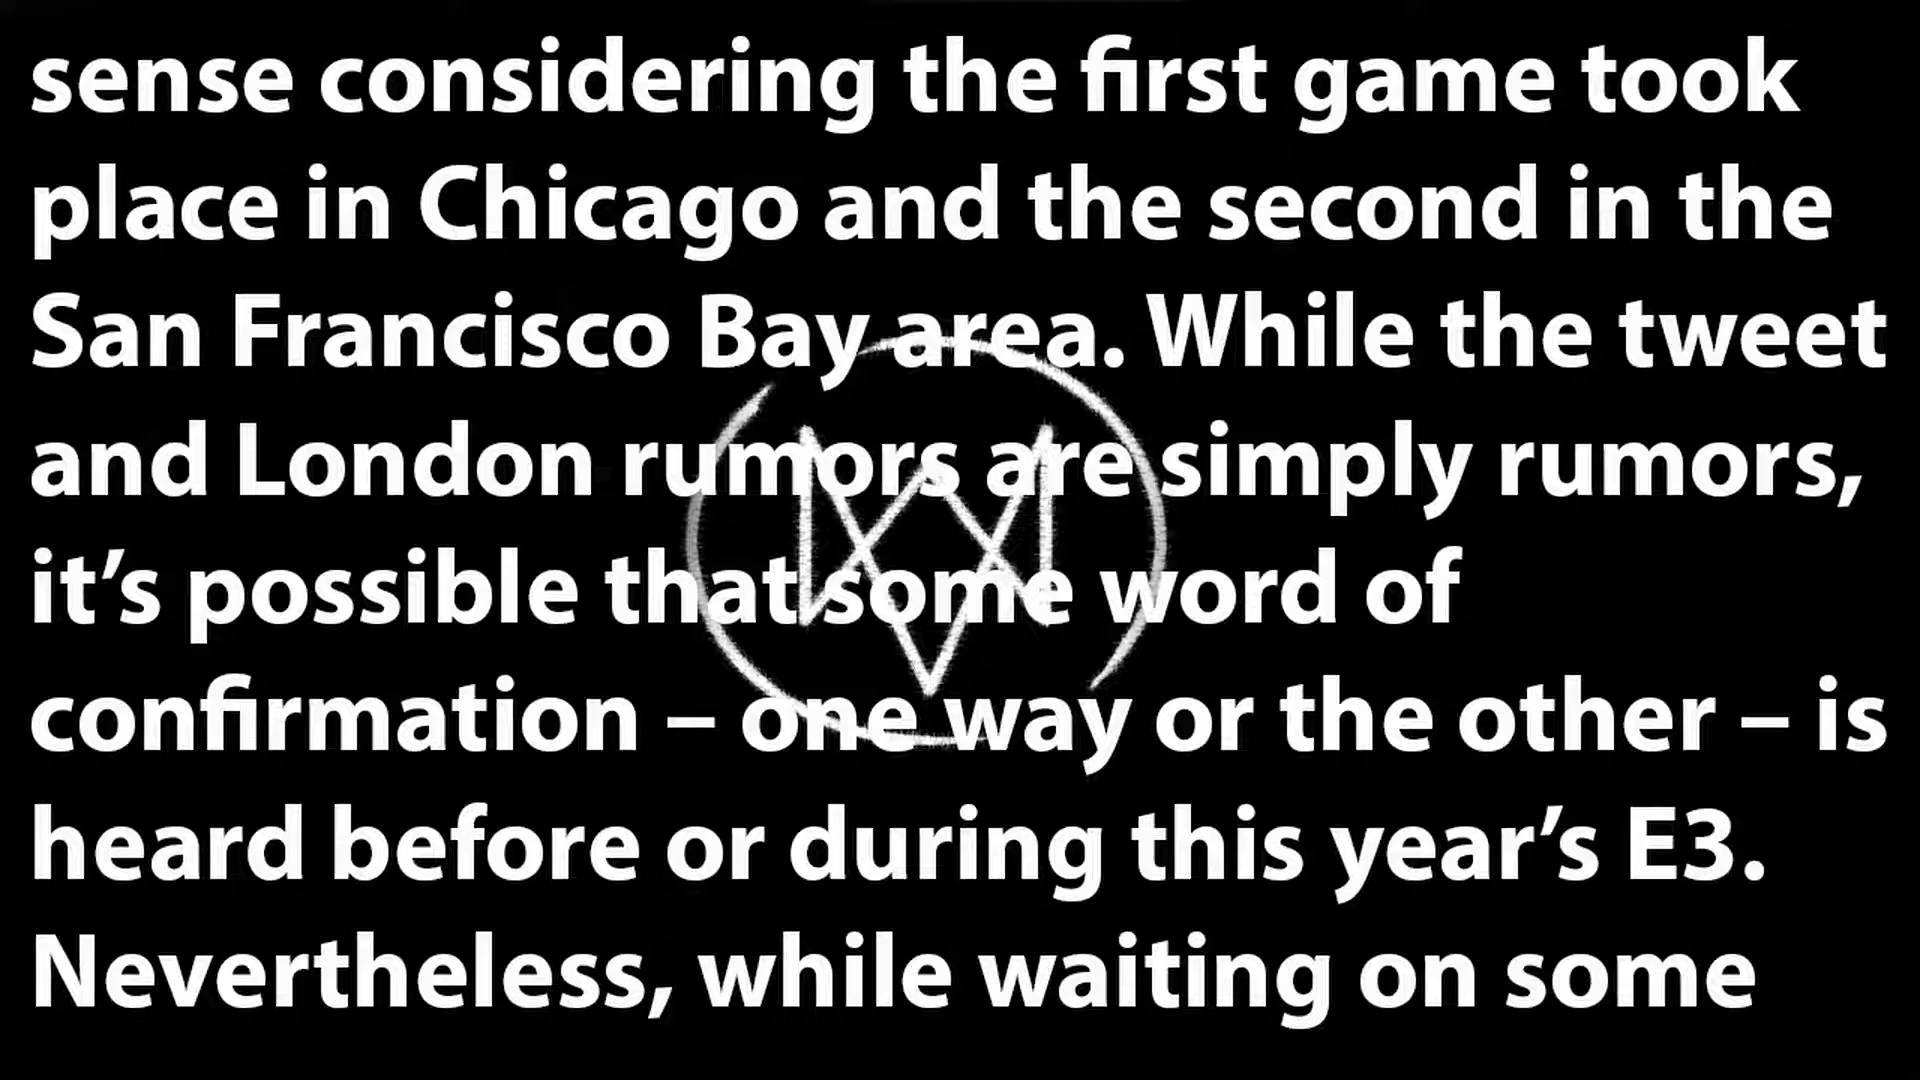 sense considering the first game took
place in Chicago and the second in the
San Francisco Bay area. While the tweet
and London rumors are simply rumors,
it’s possible that some word of
confirmation – one way or the other – is
heard before or during this year’s E3.
Nevertheless, while waiting on some